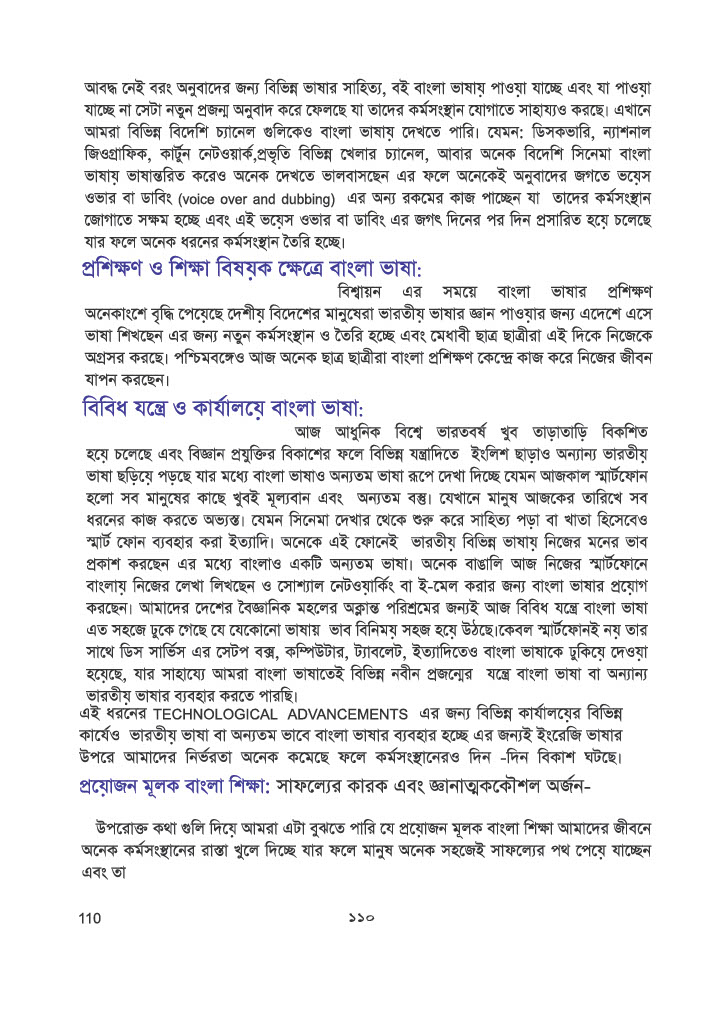 আবদ্ধ নেই বরং অনুবাদের জন্য বিভিন্ন ভাষার সাহিত্য, বই বাংলা ভাষায় পাওয়া যাচ্ছে এবং যা পাওয়া
যাচ্ছে না সেটা নতুন প্রজন্ম অনুবাদ করে ফেলছে যা তাদের কর্মসংস্থান যোগাতে সাহায্যও করছে। এখানে
আমরা বিভিন্ন বিদেশি চ্যানেল গুলিকেও বাংলা ভাষায় দেখতে পারি। যেমন: ডিসকভারি, ন্যাশনাল
জিওগ্রাফিক, কার্টুন নেটওয়ার্ক,প্রভৃতি বিভিন্ন খেলার চ্যানেল, আবার অনেক বিদেশি সিনেমা বাংলা
ভাষায় ভাষান্তরিত করেও অনেক দেখতে ভালবাসছেন এর ফলে অনেকেই অনুবাদের জগতে ভয়েস
ওভার বা ডাবিং (voice over and dubbing) এর অন্য রকমের কাজ পাচ্ছেন যা তাদের কর্মসংস্থান
জোগাতে সক্ষম হচ্ছে এবং এই ভয়েস ওভার বা ডাবিং এর জগৎ দিনের পর দিন প্রসারিত হয়ে চলেছে
যার ফলে অনেক ধরনের কর্মসংস্থান তৈরি হচ্ছে।
প্রশিক্ষণ ও শিক্ষা বিষয়ক ক্ষেত্রে বাংলা ভাষা:
বিশ্বায়ন এর সময়ে বাংলা ভাষার প্রশিক্ষণ
অনেকাংশে বৃদ্ধি পেয়েছে দেশীয় বিদেশের মানুষেরা ভারতীয় ভাষার জ্ঞান পাওয়ার জন্য এদেশে এসে
ভাষা শিখছেন এর জন্য নতুন কর্মসংস্থান ও তৈরি হচ্ছে এবং মেধাবী ছাত্র ছাত্রীরা এই দিকে নিজেকে
অগ্রসর করছে। পশ্চিমবঙ্গেও আজ অনেক ছাত্র ছাত্রীরা বাংলা প্রশিক্ষণ কেন্দ্রে কাজ করে নিজের জীবন
যাপন করছেন।
বিবিধ যন্ত্রে ও কার্যালয়ে বাংলা ভাষা:
আজ আধুনিক বিশ্বে ভারতবর্ষ খুব তাড়াতাড়ি বিকশিত
হয়ে চলেছে এবং বিজ্ঞান প্রযুক্তির বিকাশের ফলে বিভিন্ন যন্ত্রাদিতে ইংলিশ ছাড়াও অন্যান্য ভারতীয়
ভাষা ছড়িয়ে পড়ছে যার মধ্যে বাংলা ভাষাও অন্যতম ভাষা রূপে দেখা দিচ্ছে যেমন আজকাল স্মার্টফোন
হলো সব মানুষের কাছে খুবই মূল্যবান এবং অন্যতম বস্তু। যেখানে মানুষ আজকের তারিখে সব
ধরনের কাজ করতে অভ্যস্ত। যেমন সিনেমা দেখার থেকে শুরু করে সাহিত্য পড়া বা খাতা হিসেবেও
স্মার্ট ফোন ব্যবহার করা ইত্যাদি। অনেকে এই ফোনেই ভারতীয় বিভিন্ন ভাষায় নিজের মনের ভাব
প্রকাশ করছেন এর মধ্যে বাংলাও একটি অন্যতম ভাষা। অনেক বাঙালি আজ নিজের স্মার্টফোনে
বাংলায় নিজের লেখা লিখছেন ও সোশ্যাল নেটওয়ার্কিং বা ই-মেল করার জন্য বাংলা ভাষার প্রয়োগ
করছেন। আমাদের দেশের বৈজ্ঞানিক মহলের অক্লান্ত পরিশ্রমের জন্যই আজ বিবিধ যন্ত্রে বাংলা ভাষা
এত সহজে ঢুকে গেছে যে যেকোনো ভাষায় ভাব বিনিময় সহজ হয়ে উঠছে।কেবল স্মার্টফোনই নয় তার
সাথে ডিস সার্ভিস এর সেটপ বক্স, কম্পিউটার, ট্যাবলেট, ইত্যাদিতেও বাংলা ভাষাকে ঢুকিয়ে দেওয়া
হয়েছে, যার সাহায্যে আমরা বাংলা ভাষাতেই বিভিন্ন নবীন প্রজন্মের যন্ত্রে বাংলা ভাষা বা অন্যান্য
ভারতীয় ভাষার ব্যবহার করতে পারছি।
এই ধরনের TECHNOLOGICAL ADVANCEMENTS এর জন্য বিভিন্ন কার্যালয়ের বিভিন্ন
কার্যেও ভারতীয় ভাষা বা অন্যতম ভাবে বাংলা ভাষার ব্যবহার হচ্ছে এর জন্যই ইংরেজি ভাষার
উপরে আমাদের নির্ভরতা অনেক কমেছে ফলে কর্মসংস্থানেরও দিন -দিন বিকাশ ঘটছে।
প্রয়োজন মূলক বাংলা শিক্ষা: সাফল্যের কারক এবং জ্ঞানাত্মককৌশল অর্জন-
উপরোক্ত কথা গুলি দিয়ে আমরা এটা বুঝতে পারি যে প্রয়োজন মূলক বাংলা শিক্ষা আমাদের জীবনে
অনেক কর্মসংস্থানের রাস্তা খুলে দিচ্ছে যার ফলে মানুষ অনেক সহজেই সাফল্যের পথ পেয়ে যাচ্ছেন
এবং তা
110 ১১০